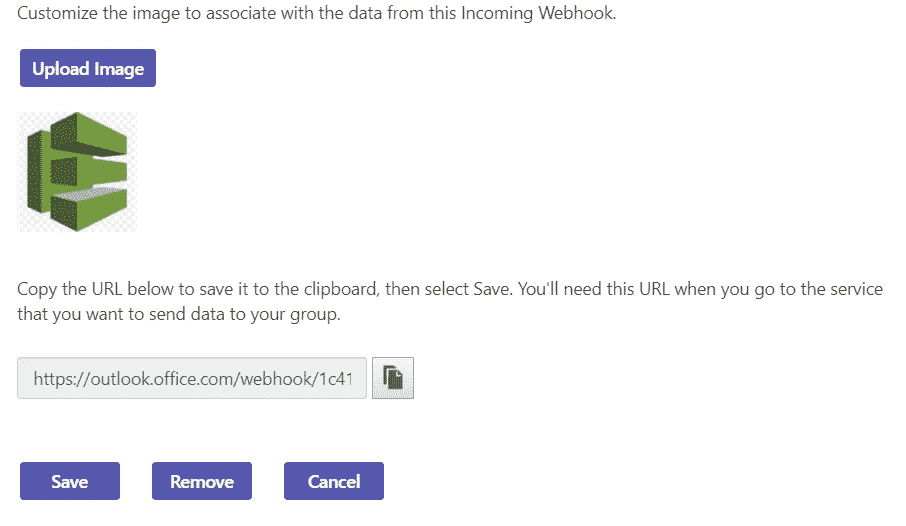 Customize the image to associate with the data from this Incoming Webhook.
Upload Image
Copy the URL below to save it to the clipboard, then select Save. You'll need this URL when you go to the service
that you want to send data to your group.
https://outlook.office.com/webhook/1c41
Save Remove Cancel